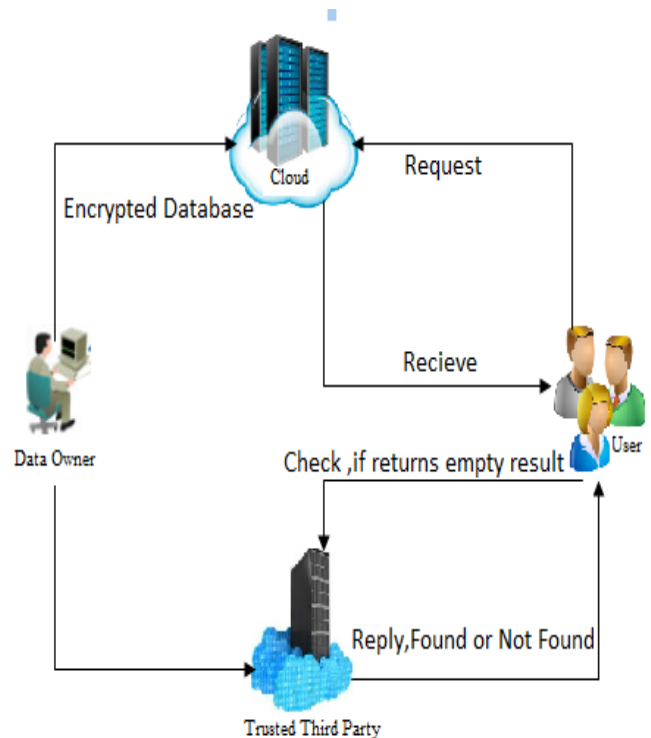 Cloud
Request
Encrypted Database
Recieve
Data Owner
User
Check ,if returns empty result
Reply,Found or Not Found
Trusted Third Party